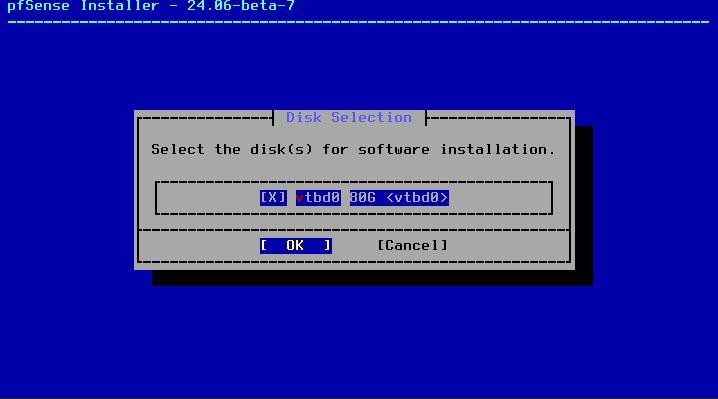 pfSense Installer - 24.06-beta-7
Disk Selection
Select the disk(s) for software installation.
[X] vtbd0 80G <vtbd0>
[  OK  ]     [Cancel]